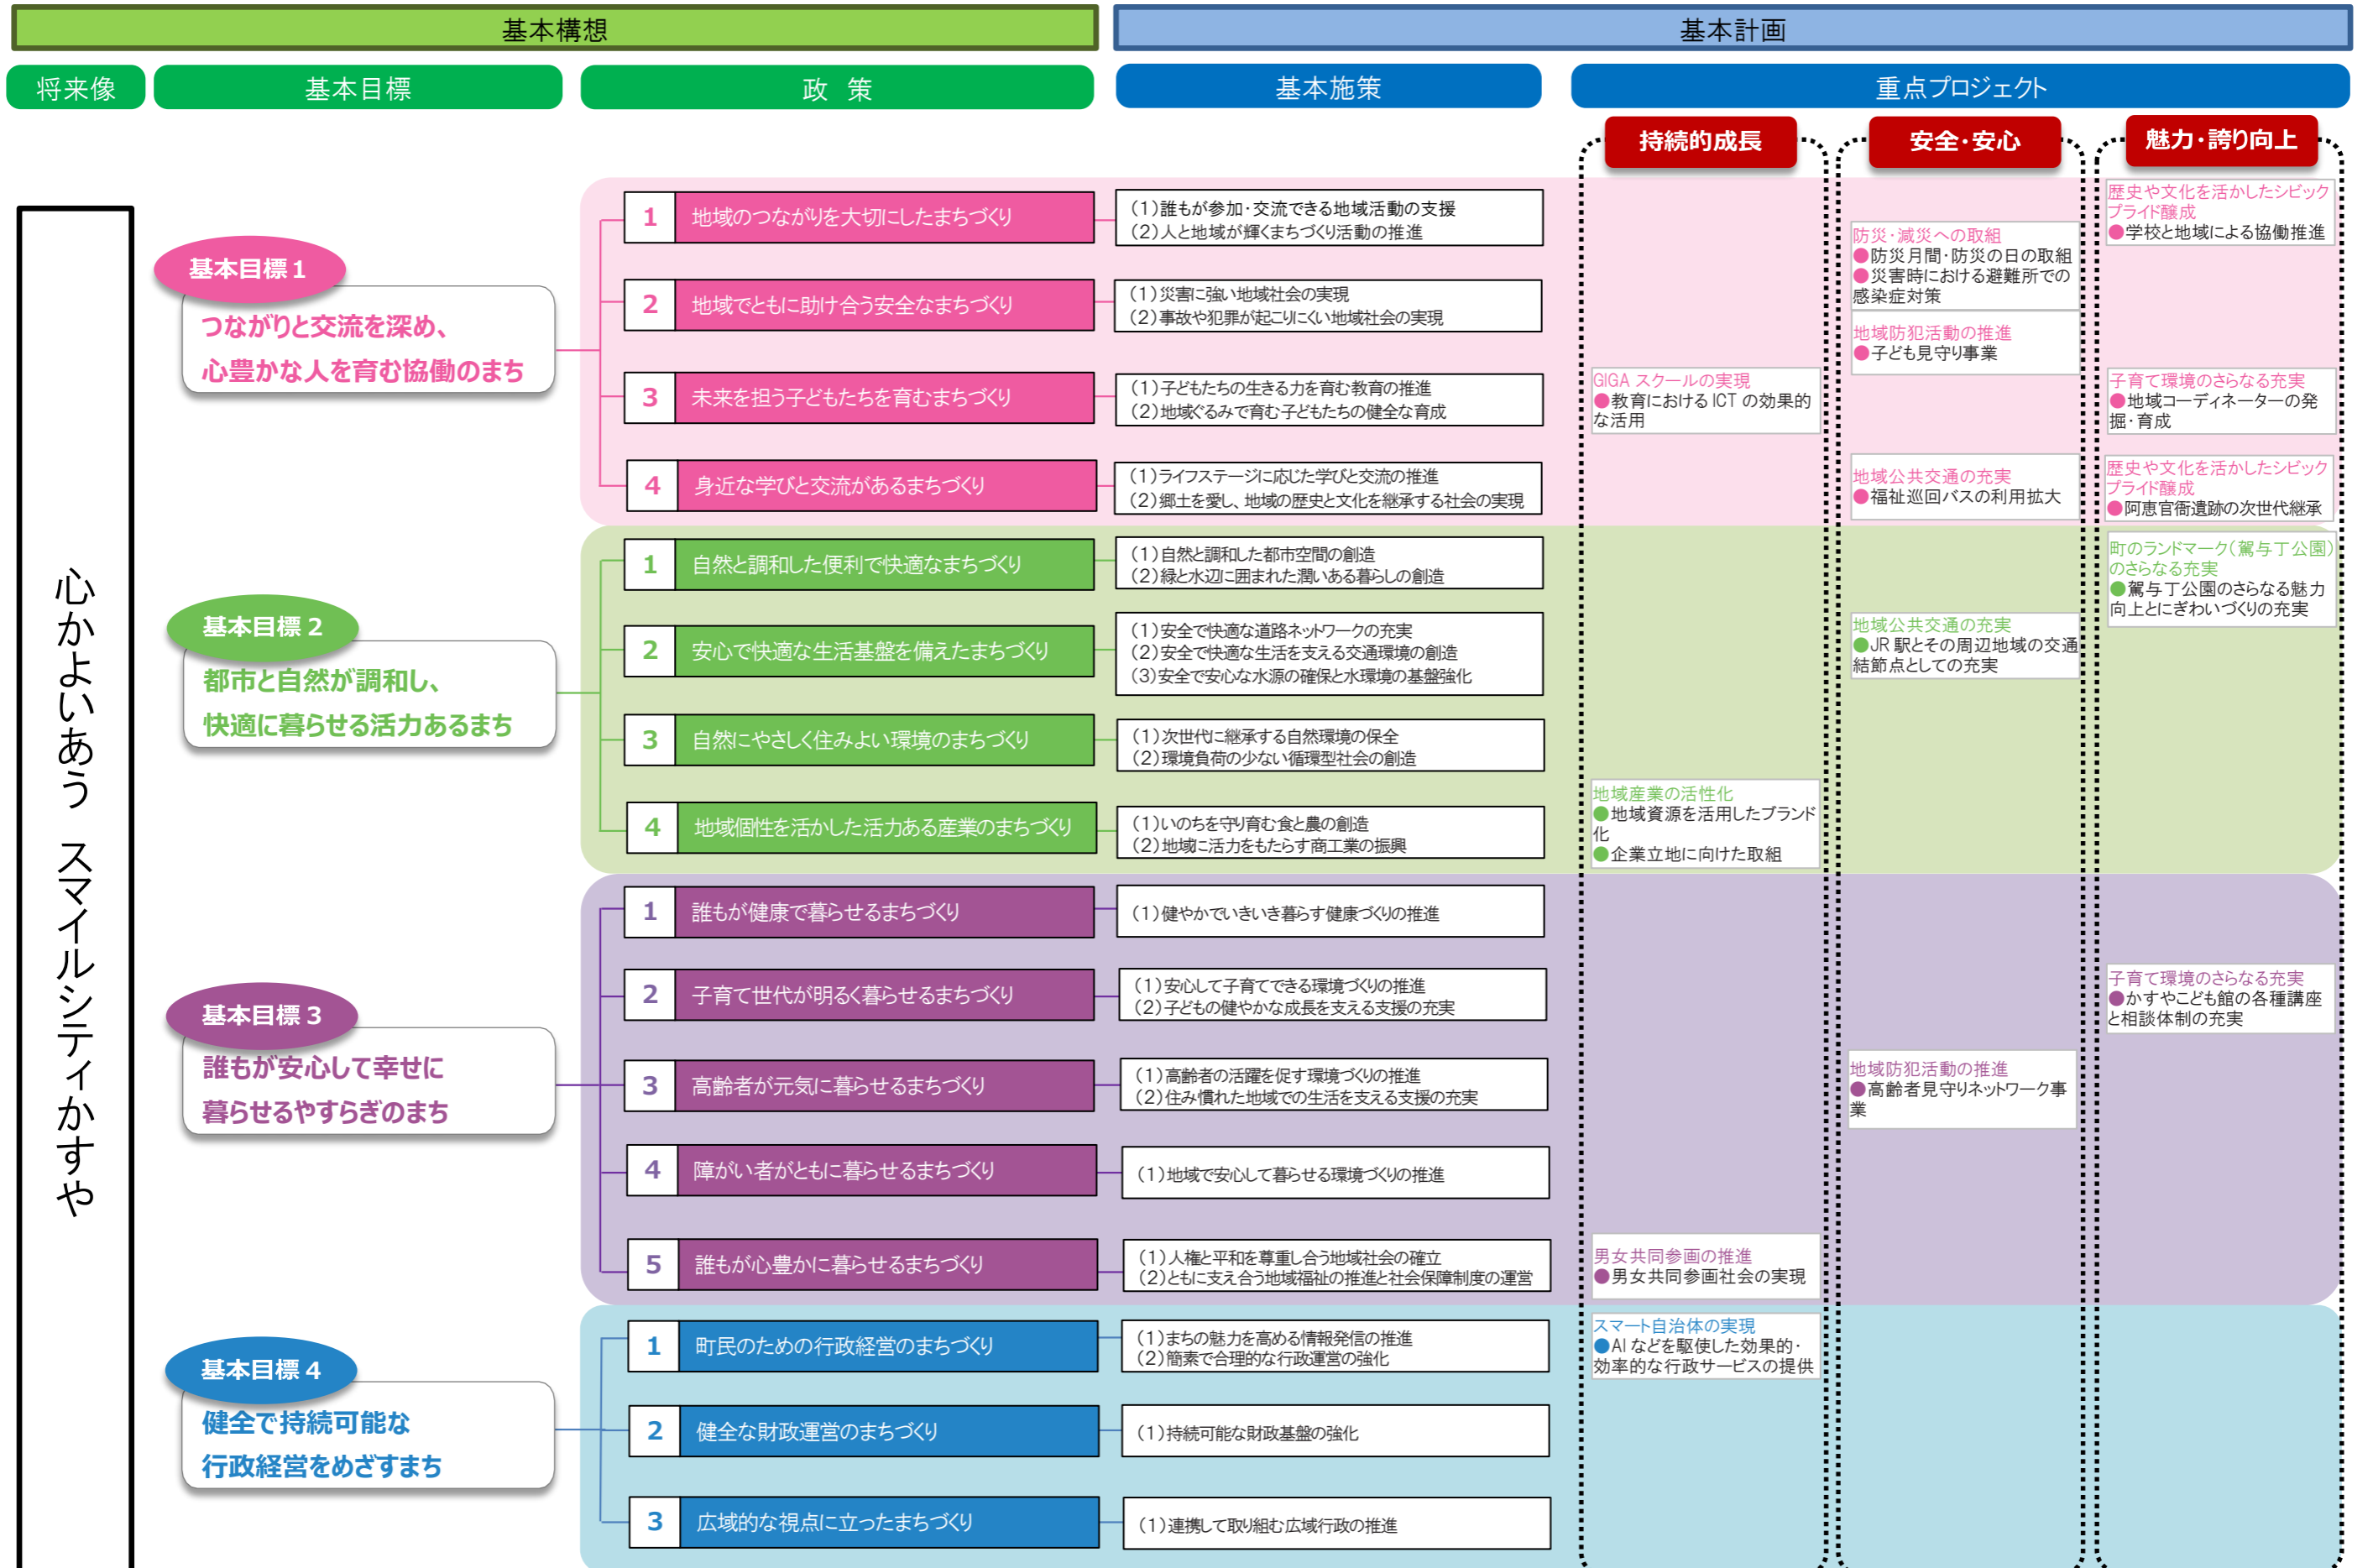 基本構想
基本計画
将来像
基本目標
政 策
基本施策
重点プロジェクト
持続的成長
安全・安心
魅力・誇り向上
心かよいあう スマイルシティかすや
基本目標1
つながりと交流を深め、
心豊かな人を育む協働のまち
1
地域のつながりを大切にしたまちづくり
(1)誰もが参加・交流できる地域活動の支援
(2)人と地域が輝くまちづくり活動の推進
歴史や文化を活かしたシビック
プライド醸成
●学校と地域による協働推進
2
地域でともに助け合う安全なまちづくり
(1)災害に強い地域社会の実現
(2)事故や犯罪が起こりにくい地域社会の実現
防災・減災への取組
●防災月間・防災の日の取組
●災害時における避難所での
感染症対策
地域防犯活動の推進
●子ども見守り事業
3
未来を担う子どもたちを育むまちづくり
(1)子どもたちの生きる力を育む教育の推進
(2)地域ぐるみで育む子どもたちの健全な育成
GIGA スクールの実現
●教育における ICT の効果的
な活用
子育て環境のさらなる充実
●地域コーディネーターの発
掘・育成
4
身近な学びと交流があるまちづくり
(1)ライフステージに応じた学びと交流の推進
(2)郷土を愛し、地域の歴史と文化を継承する社会の実現
地域公共交通の充実
●福祉巡回バスの利用拡大
歴史や文化を活かしたシビック
プライド醸成
●阿恵官衙遺跡の次世代継承
基本目標2
都市と自然が調和し、
快適に暮らせる活力あるまち
1
自然と調和した便利で快適なまちづくり
(1)自然と調和した都市空間の創造
(2)緑と水辺に囲まれた潤いある暮らしの創造
町のランドマーク(駕与丁公園)
のさらなる充実
●駕与丁公園のさらなる魅力
向上とにぎわいづくりの充実
2
安心で快適な生活基盤を備えたまちづくり
(1)安全で快適な道路ネットワークの充実
(2)安全で快適な生活を支える交通環境の創造
(3)安全で安心な水源の確保と水環境の基盤強化
地域公共交通の充実
●JR 駅とその周辺地域の交通
結節点としての充実
3
自然にやさしく住みよい環境のまちづくり
(1)次世代に継承する自然環境の保全
(2)環境負荷の少ない循環型社会の創造
4
地域個性を活かした活力ある産業のまちづくり
(1)いのちを守り育む食と農の創造
(2)地域に活力をもたらす商工業の振興
地域産業の活性化
●地域資源を活用したブランド
化
●企業立地に向けた取組
基本目標3
誰もが安心して幸せに
暮らせるやすらぎのまち
1
誰もが健康で暮らせるまちづくり
(1)健やかでいきいき暮らす健康づくりの推進
2
子育て世代が明るく暮らせるまちづくり
(1)安心して子育てできる環境づくりの推進
(2)子どもの健やかな成長を支える支援の充実
子育て環境のさらなる充実
●かすやこども館の各種講座
と相談体制の充実
3
高齢者が元気に暮らせるまちづくり
(1)高齢者の活躍を促す環境づくりの推進
(2)住み慣れた地域での生活を支える支援の充実
地域防犯活動の推進
●高齢者見守りネットワーク事
業
4
障がい者がともに暮らせるまちづくり
(1)地域で安心して暮らせる環境づくりの推進
5
誰もが心豊かに暮らせるまちづくり
(1)人権と平和を尊重し合う地域社会の確立
(2)ともに支え合う地域福祉の推進と社会保障制度の運営
男女共同参画の推進
●男女共同参画社会の実現
基本目標4
健全で持続可能な
行政経営をめざすまち
1
町民のための行政経営のまちづくり
(1)まちの魅力を高める情報発信の推進
(2)簡素で合理的な行政運営の強化
スマート自治体の実現
●AI などを駆使した効果的・
効率的な行政サービスの提供
2
健全な財政運営のまちづくり
(1)持続可能な財政基盤の強化
3
広域的な視点に立ったまちづくり
(1)連携して取り組む広域行政の推進